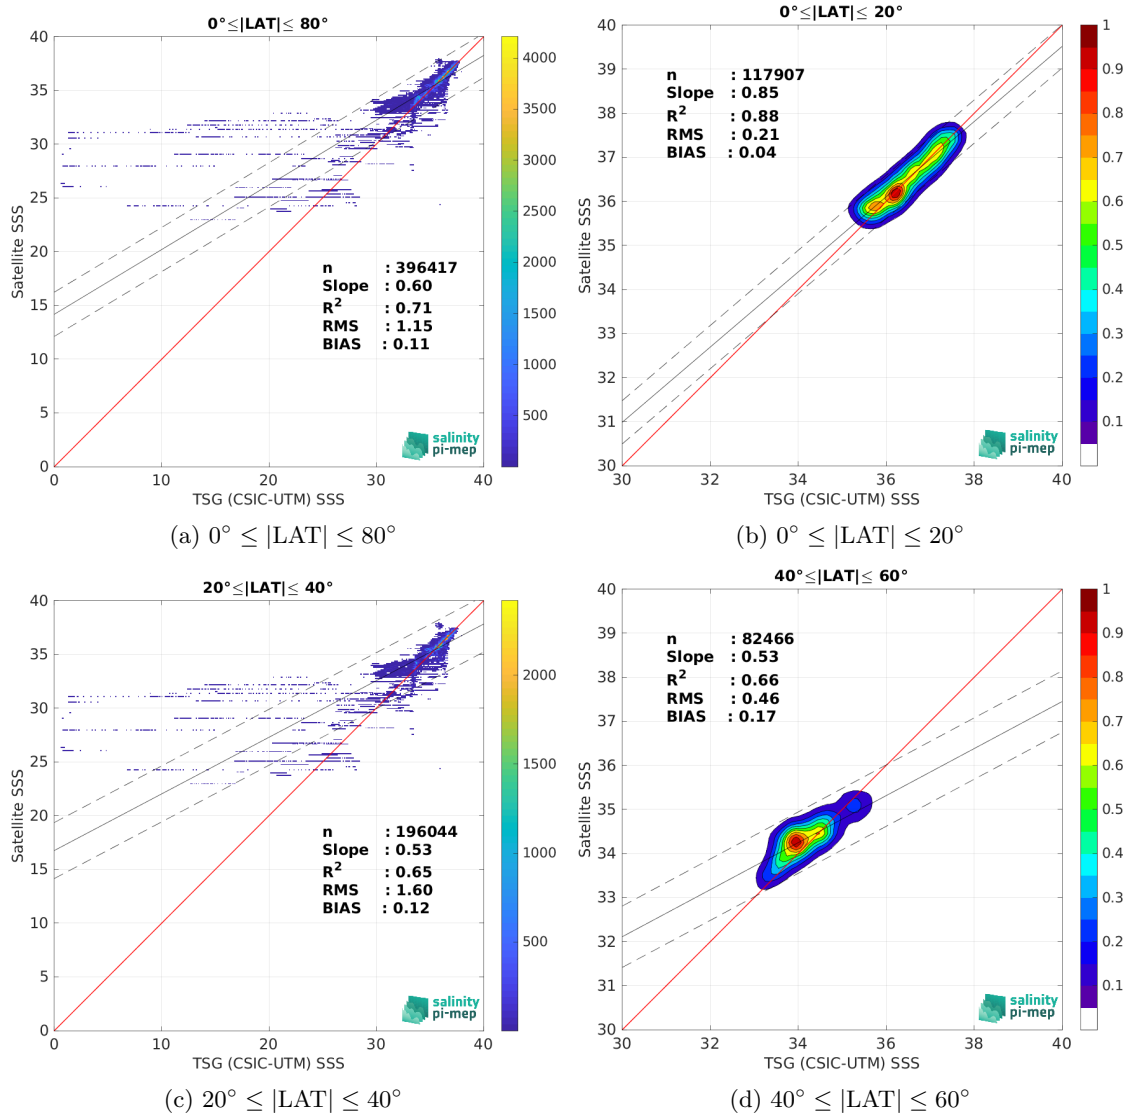 0°≤|LAT|≤ 80°
40
35
30
25
20
15
10
5
0
Satellite SSS
n : 396417
Slope : 0.60
R² : 0.71
RMS : 1.15
BIAS : 0.11
salinity
pi-mep
0 10 20 30 40
TSG (CSIC-UTM) SSS
4000
3500
3000
2500
2000
1500
1000
500
(a) 0° ≤ |LAT| ≤ 80°
0°≤|LAT|≤ 20°
40
39
38
37
36
35
34
33
32
31
30
Satellite SSS
n : 117907
Slope : 0.85
R² : 0.88
RMS : 0.21
BIAS : 0.04
salinity
pi-mep
30 32 34 36 38 40
TSG (CSIC-UTM) SSS
1
0.9
0.8
0.7
0.6
0.5
0.4
0.3
0.2
0.1
(b) 0° ≤ |LAT| ≤ 20°
20°≤|LAT|≤ 40°
40
35
30
25
20
15
10
5
0
Satellite SSS
n : 196044
Slope : 0.53
R² : 0.65
RMS : 1.60
BIAS : 0.12
salinity
pi-mep
0 10 20 30 40
TSG (CSIC-UTM) SSS
2000
1500
1000
500
(c) 20° ≤ |LAT| ≤ 40°
40°≤|LAT|≤ 60°
40
39
38
37
36
35
34
33
32
31
30
Satellite SSS
n : 82466
Slope : 0.53
R² : 0.66
RMS : 0.46
BIAS : 0.17
salinity
pi-mep
30 32 34 36 38 40
TSG (CSIC-UTM) SSS
1
0.9
0.8
0.7
0.6
0.5
0.4
0.3
0.2
0.1
(d) 40° ≤ |LAT| ≤ 60°